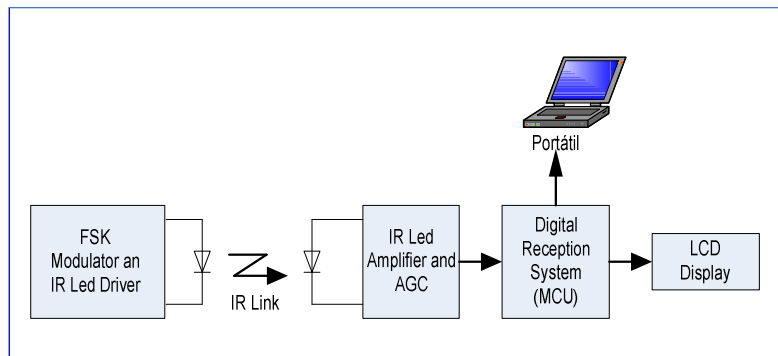 Portátil
FSK
Modulator an
IR Led Driver
IR Link
IR Led
Amplifier and
AGC
Digital
Reception
System
(MCU)
LCD
Display